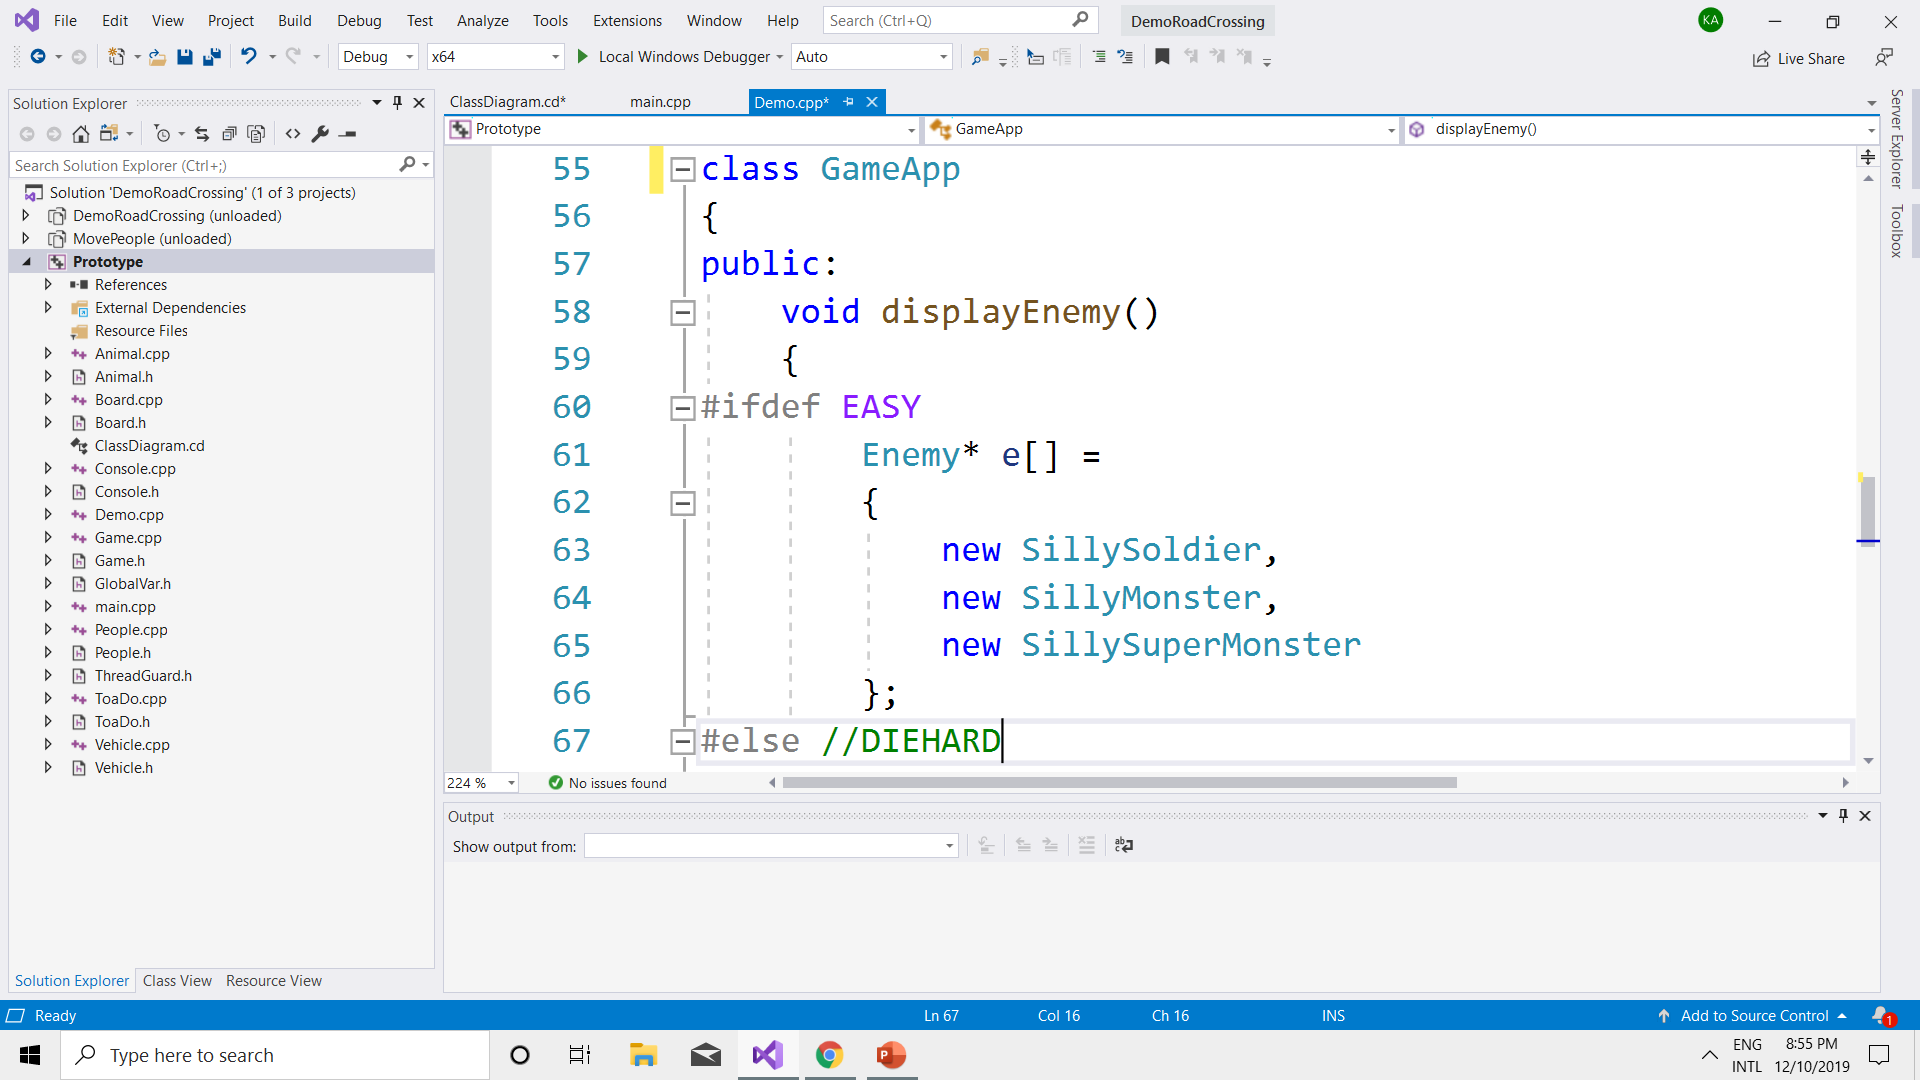 File Edit View Project Build Debug Test Analyze Tools Extensions Window Help Search (Ctrl+Q) DemoRoadCrossing KA
Debug x64 Local Windows Debugger Auto Live Share
Solution Explorer
Search Solution Explorer (Ctrl+;)
Solution 'DemoRoadCrossing' (1 of 3 projects)
DemoRoadCrossing (unloaded)
MovePeople (unloaded)
Prototype
References
External Dependencies
Resource Files
Animal.cpp
Animal.h
Board.cpp
Board.h
ClassDiagram.cd
Console.cpp
Console.h
Demo.cpp
Game.cpp
Game.h
GlobalVar.h
main.cpp
People.cpp
People.h
ThreadGuard.h
ToaDo.cpp
ToaDo.h
Vehicle.cpp
Vehicle.h
Solution Explorer Class View Resource View
ClassDiagram.cd* main.cpp Demo.cpp*
Prototype GameApp displayEnemy()
55 class GameApp
56 {
57 public:
58 void displayEnemy()
59 {
60 #ifdef EASY
61 Enemy* e[] =
62 {
63 new SillySoldier,
64 new SillyMonster,
65 new SillySuperMonster
66 };
67 #else //DIEHARD
224 % No issues found
Output
Show output from:
Server Explorer
Toolbox
Ready Ln 67 Col 16 Ch 16 INS Add to Source Control 1
Type here to search
ENG 8:55 PM
INTL 12/10/2019